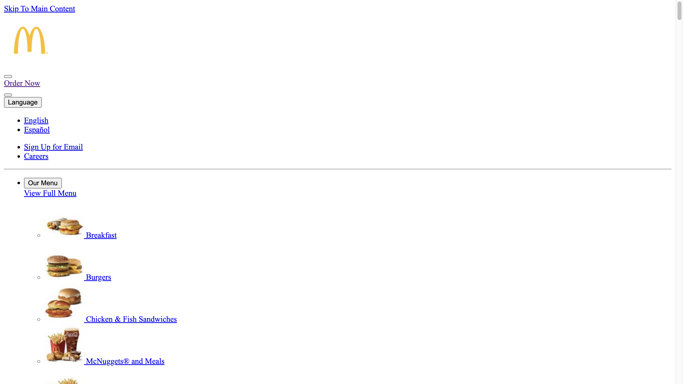 Skip To Main Content
Order Now
Language
English
Español
Sign Up for Email
Careers
Our Menu
View Full Menu
Breakfast
Burgers
Chicken & Fish Sandwiches
McNuggets® and Meals